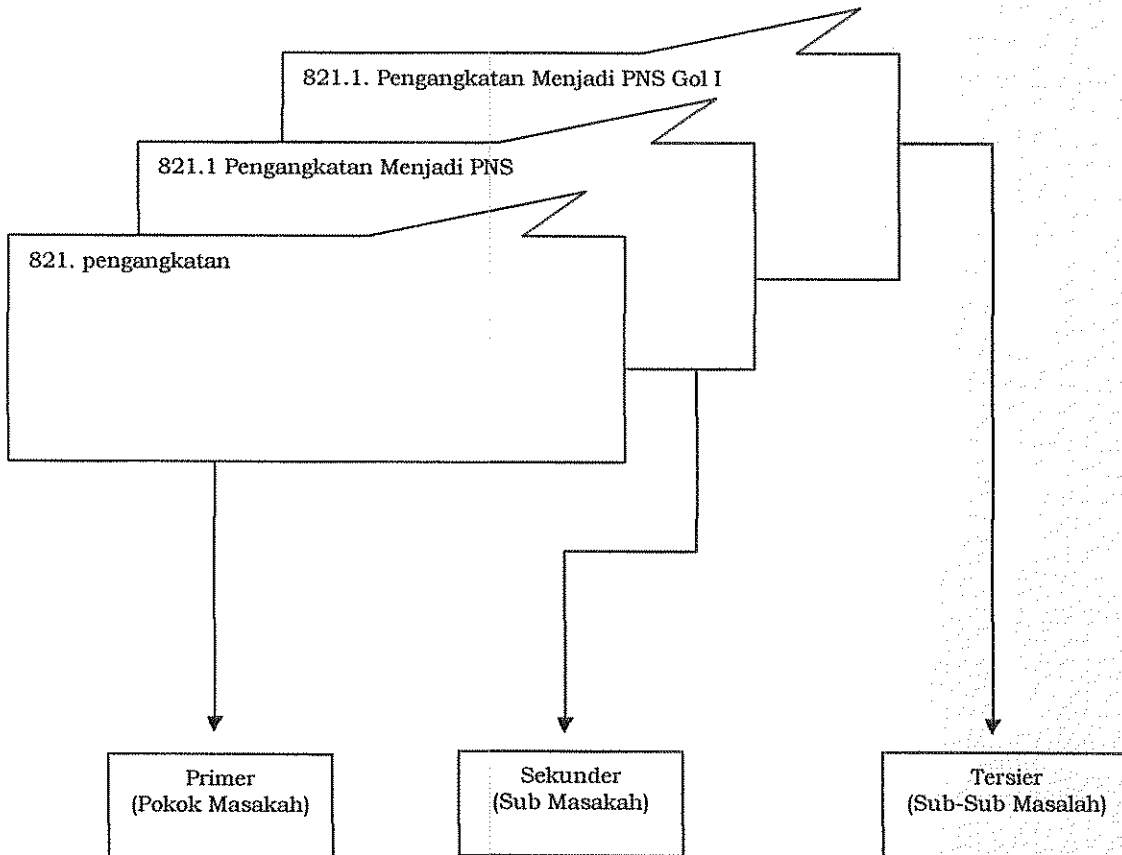 821.1. Pengangkatan Menjadi PNS Gol I
821.1 Pengangkatan Menjadi PNS
821. pengangkatan
Primer
(Pokok Masakah)
Sekunder
(Sub Masakah)
Tersier
(Sub-Sub Masalah)